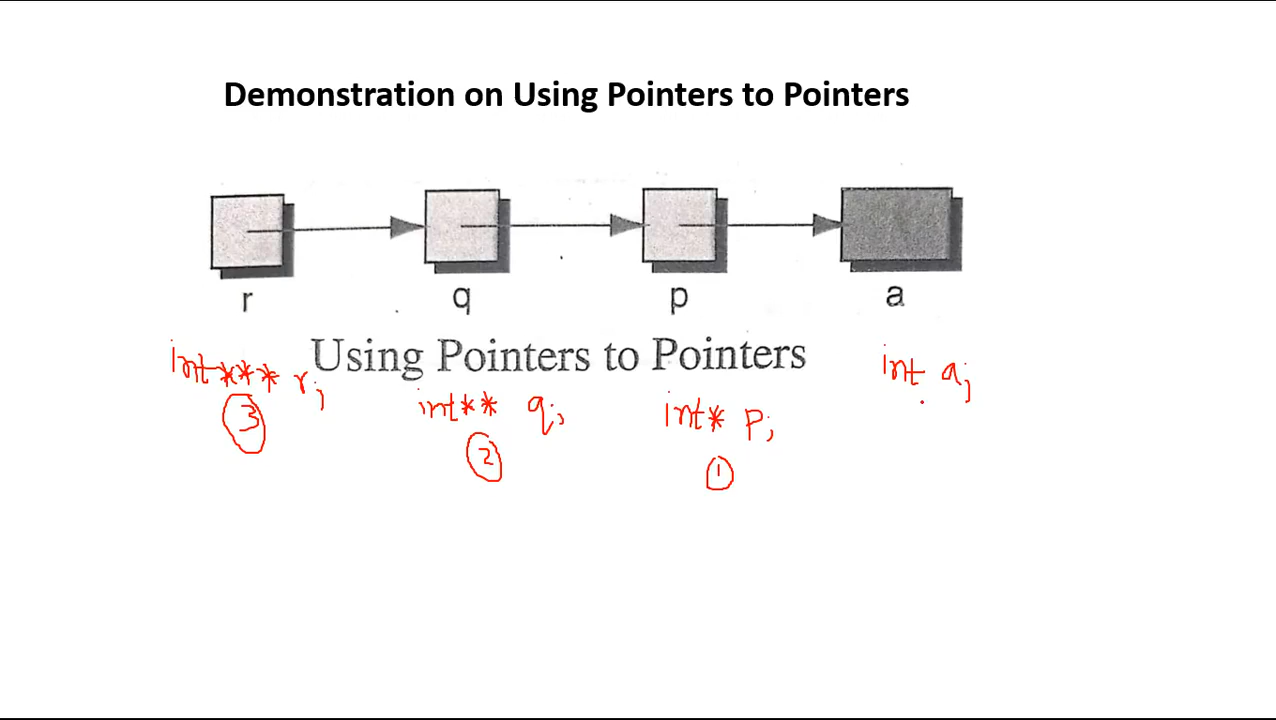 Demonstration on Using Pointers to Pointers
r q p a
Using Pointers to Pointers
int*** r; int** q; int* p; int a;
3 2 1